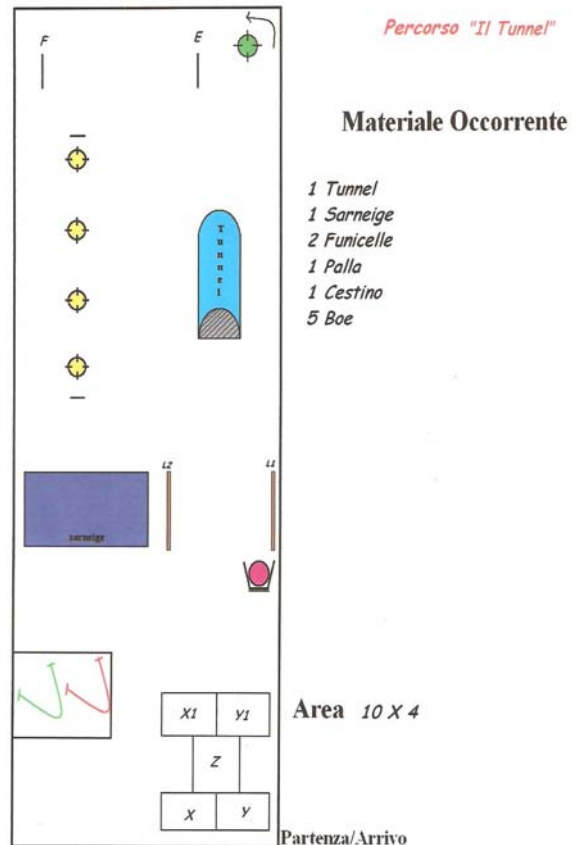 Percorso "Il Tunnel"
F
E
Materiale Occorrente
1 Tunnel
1 Sarneige
2 Funicelle
1 Palla
1 Cestino
5 Boe
Tunnel
L2
L1
sarneige
X1
Y1
Area 10 X 4
Z
X
Y
Partenza/Arrivo